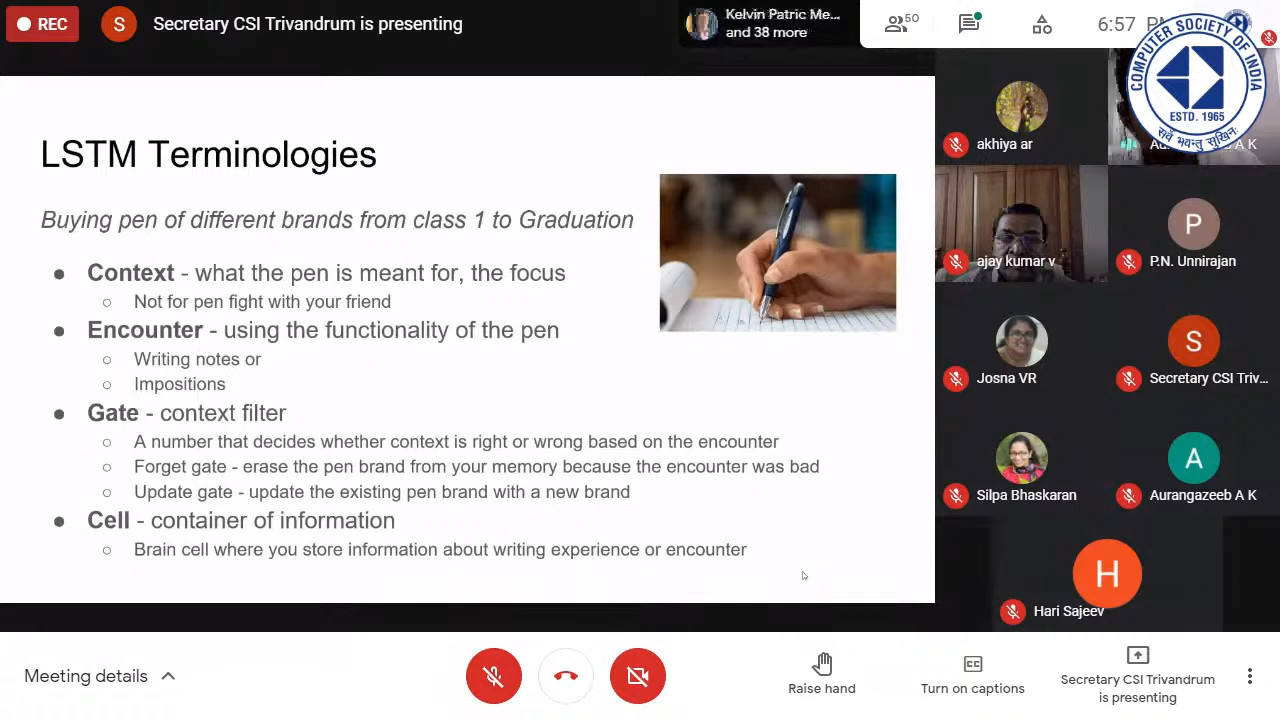 REC
S
Secretary CSI Trivandrum is presenting
Kelvin Patric Me...
and 38 more
50
6:57
COMPUTER SOCIETY OF INDIA
ESTD. 1965
सर्वे भवन्तु सुखिनः
LSTM Terminologies
Buying pen of different brands from class 1 to Graduation
● Context - what the pen is meant for, the focus
○ Not for pen fight with your friend
● Encounter - using the functionality of the pen
○ Writing notes or
○ Impositions
● Gate - context filter
○ A number that decides whether context is right or wrong based on the encounter
○ Forget gate - erase the pen brand from your memory because the encounter was bad
○ Update gate - update the existing pen brand with a new brand
● Cell - container of information
○ Brain cell where you store information about writing experience or encounter
akhiya ar
A K
ajay kumar v
P
P.N. Unnirajan
Josna VR
S
Secretary CSI Triv...
Silpa Bhaskaran
A
Aurangazeeb A K
H
Hari Sajeev
Meeting details
Raise hand
CC
Turn on captions
Secretary CSI Trivandrum
is presenting